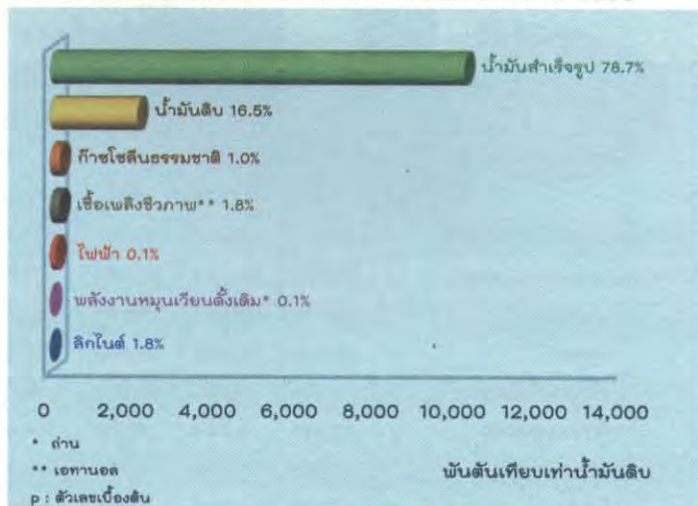 น้ำมันสำเร็จรูป 78.7%
น้ำมันดิบ 16.5%
ก๊าซโซลีนธรรมชาติ 1.0%
เชื้อเพลิงชีวภาพ** 1.8%
ไฟฟ้า 0.1%
พลังงานหมุนเวียนดั้งเดิม* 0.1%
ลิกไนต์ 1.8%
0 2,000 4,000 6,000 8,000 10,000 12,000 14,000
* ถ่าน
** เอทานอล
พันตันเทียบเท่าน้ำมันดิบ
p : ตัวเลขเบื้องต้น